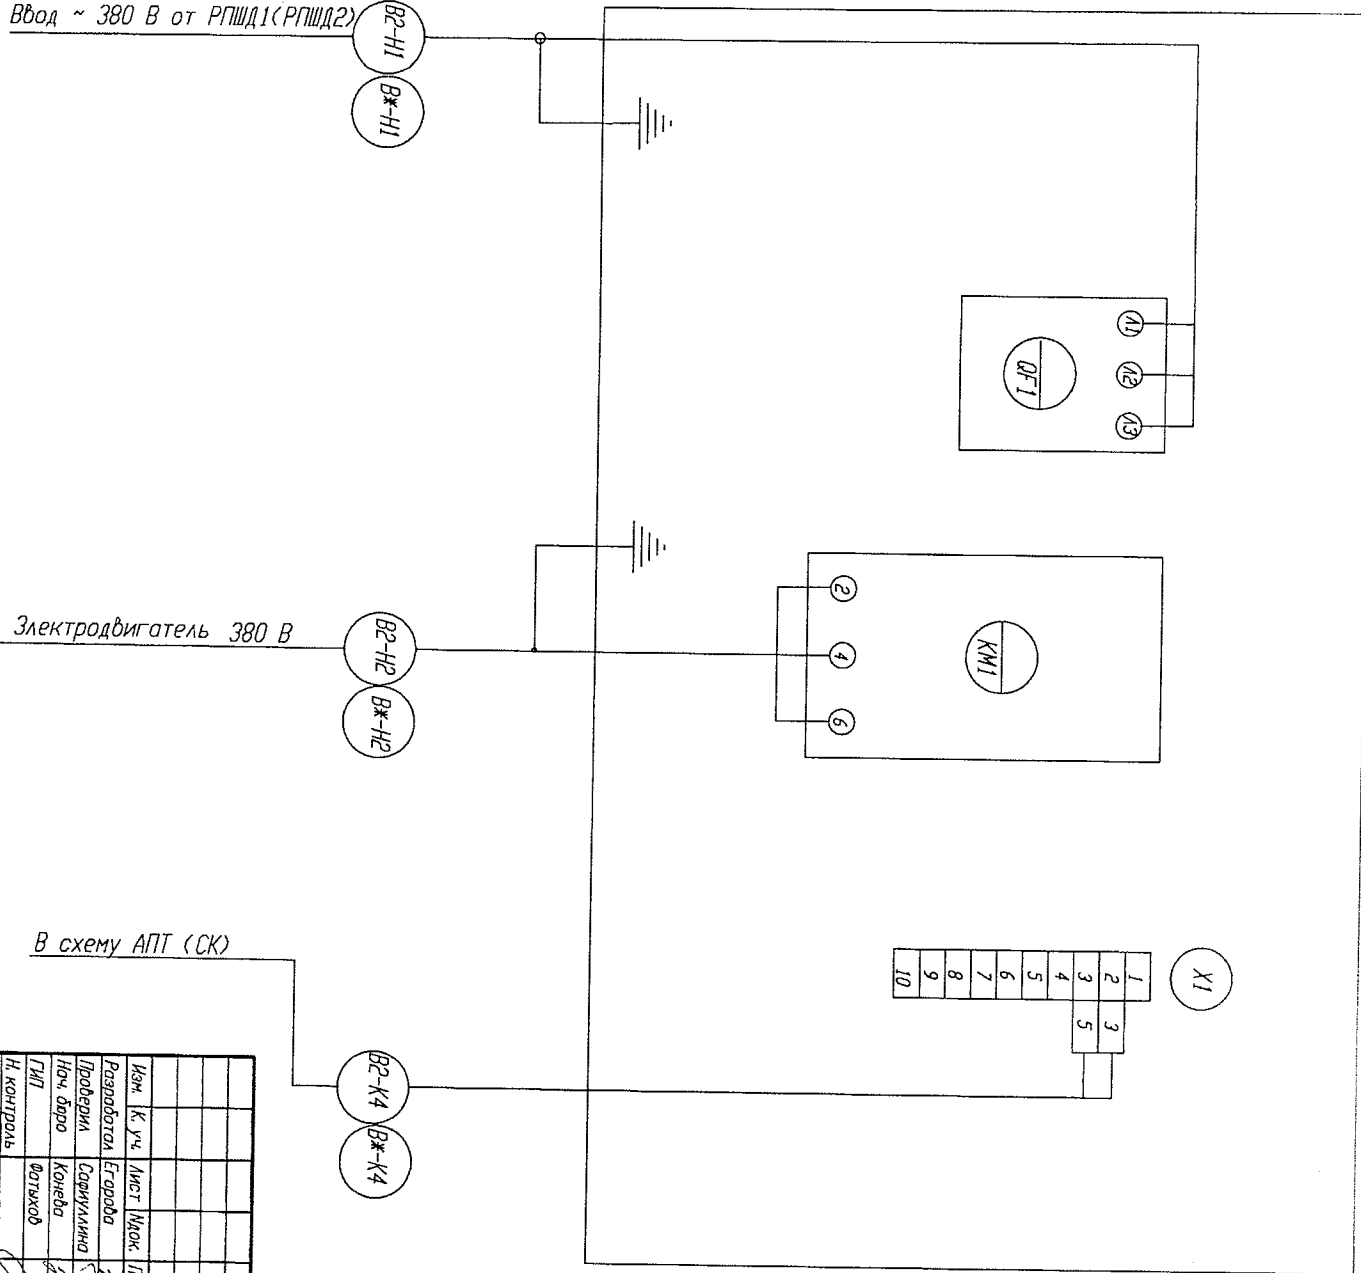 Ввод ~ 380 В от РПШД1(РПШД2)
В2-Н1
В*-Н1
Л1
Л2
Л3
QF1
2
4
6
КМ1
Электродвигатель 380 В
В2-Н2
В*-Н2
В схему АПТ (СК)
В2-К4
В*-К4
X1
1
2 3
3 5
4
5
6
7
8
9
10
Изм. К. уч. Лист Nдок.
Разработал Егорова
Проверил Сафиуллина
Нач. бюро Конева
ГИП Фатыхов
Н. контроль